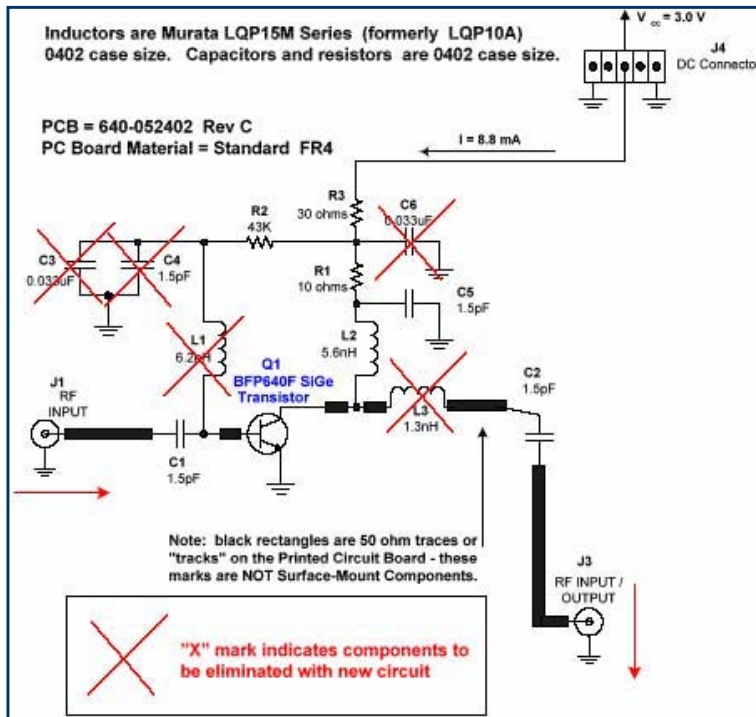 Inductors are Murata LQP15M Series (formerly LQP10A)
0402 case size. Capacitors and resistors are 0402 case size.
V cc = 3.0 V
J4
DC Connecto
PCB = 640-052402 Rev C
PC Board Material = Standard FR4
I = 8.8 mA
R3
30 ohms
C6
0.033uF
R2
43K
C3
0.033uF
C4
1.5pF
R1
10 ohms
C5
1.5pF
L1
6.2nH
L2
5.6nH
Q1
BFP640F SiGe
Transistor
L3
1.3nH
C2
1.5pF
J1
RF
INPUT
C1
1.5pF
Note: black rectangles are 50 ohm traces or
"tracks" on the Printed Circuit Board - these
marks are NOT Surface-Mount Components.
J3
RF INPUT /
OUTPUT
"X" mark indicates components to
be eliminated with new circuit